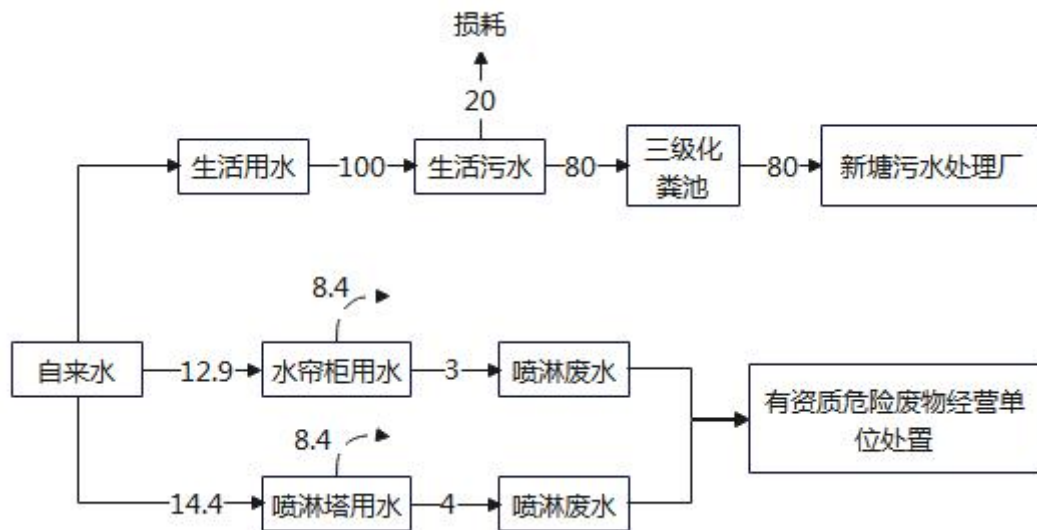 损耗
20
生活用水
100
生活污水
80
三级化
粪池
80
新塘污水处理厂
8.4
自来水
12.9
水帘柜用水
3
喷淋废水
有资质危险废物经营单
位处置
8.4
14.4
喷淋塔用水
4
喷淋废水